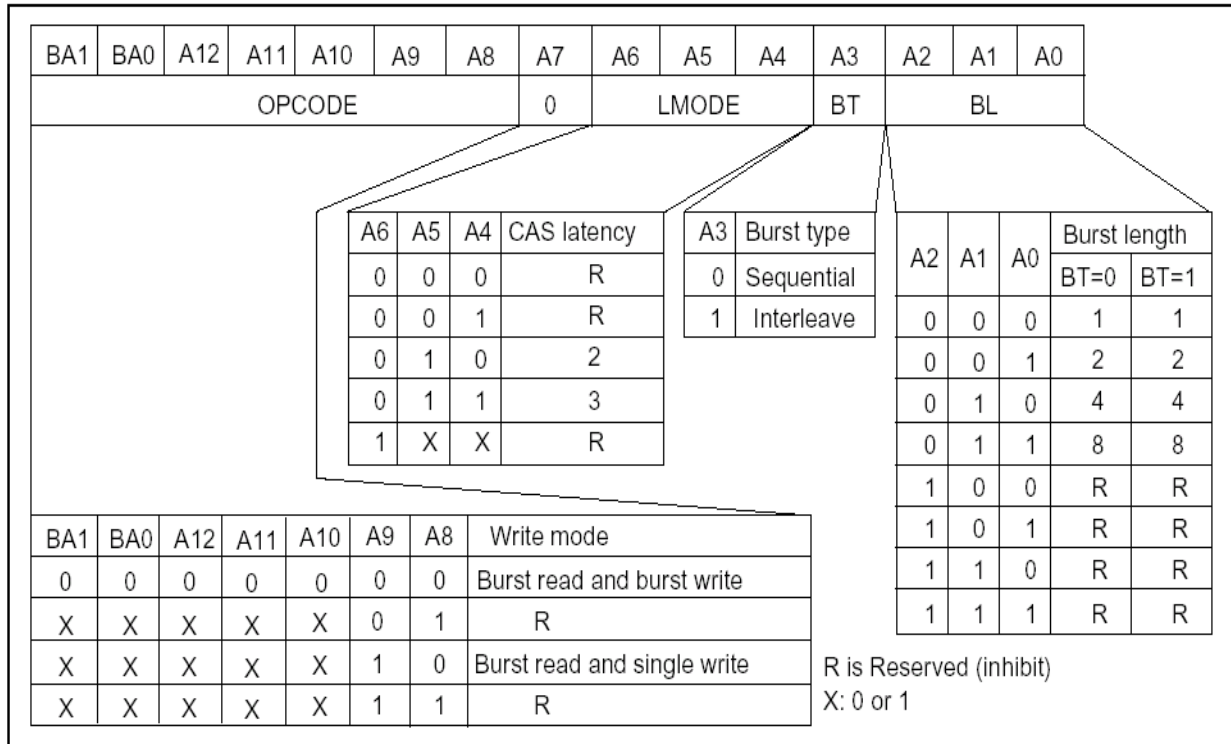 BA1 BA0 A12 A11 A10 A9 A8 A7 A6 A5 A4 A3 A2 A1 A0
OPCODE 0 LMODE BT BL
A6 A5 A4 CAS latency
0 0 0 R
0 0 1 R
0 1 0 2
0 1 1 3
1 X X R
A3 Burst type
0 Sequential
1 Interleave
A2 A1 A0 Burst length
BT=0 BT=1
0 0 0 1 1
0 0 1 2 2
0 1 0 4 4
0 1 1 8 8
1 0 0 R R
1 0 1 R R
1 1 0 R R
1 1 1 R R
BA1 BA0 A12 A11 A10 A9 A8 Write mode
0 0 0 0 0 0 0 Burst read and burst write
X X X X X 0 1 R
X X X X X 1 0 Burst read and single write
X X X X X 1 1 R
R is Reserved (inhibit)
X: 0 or 1